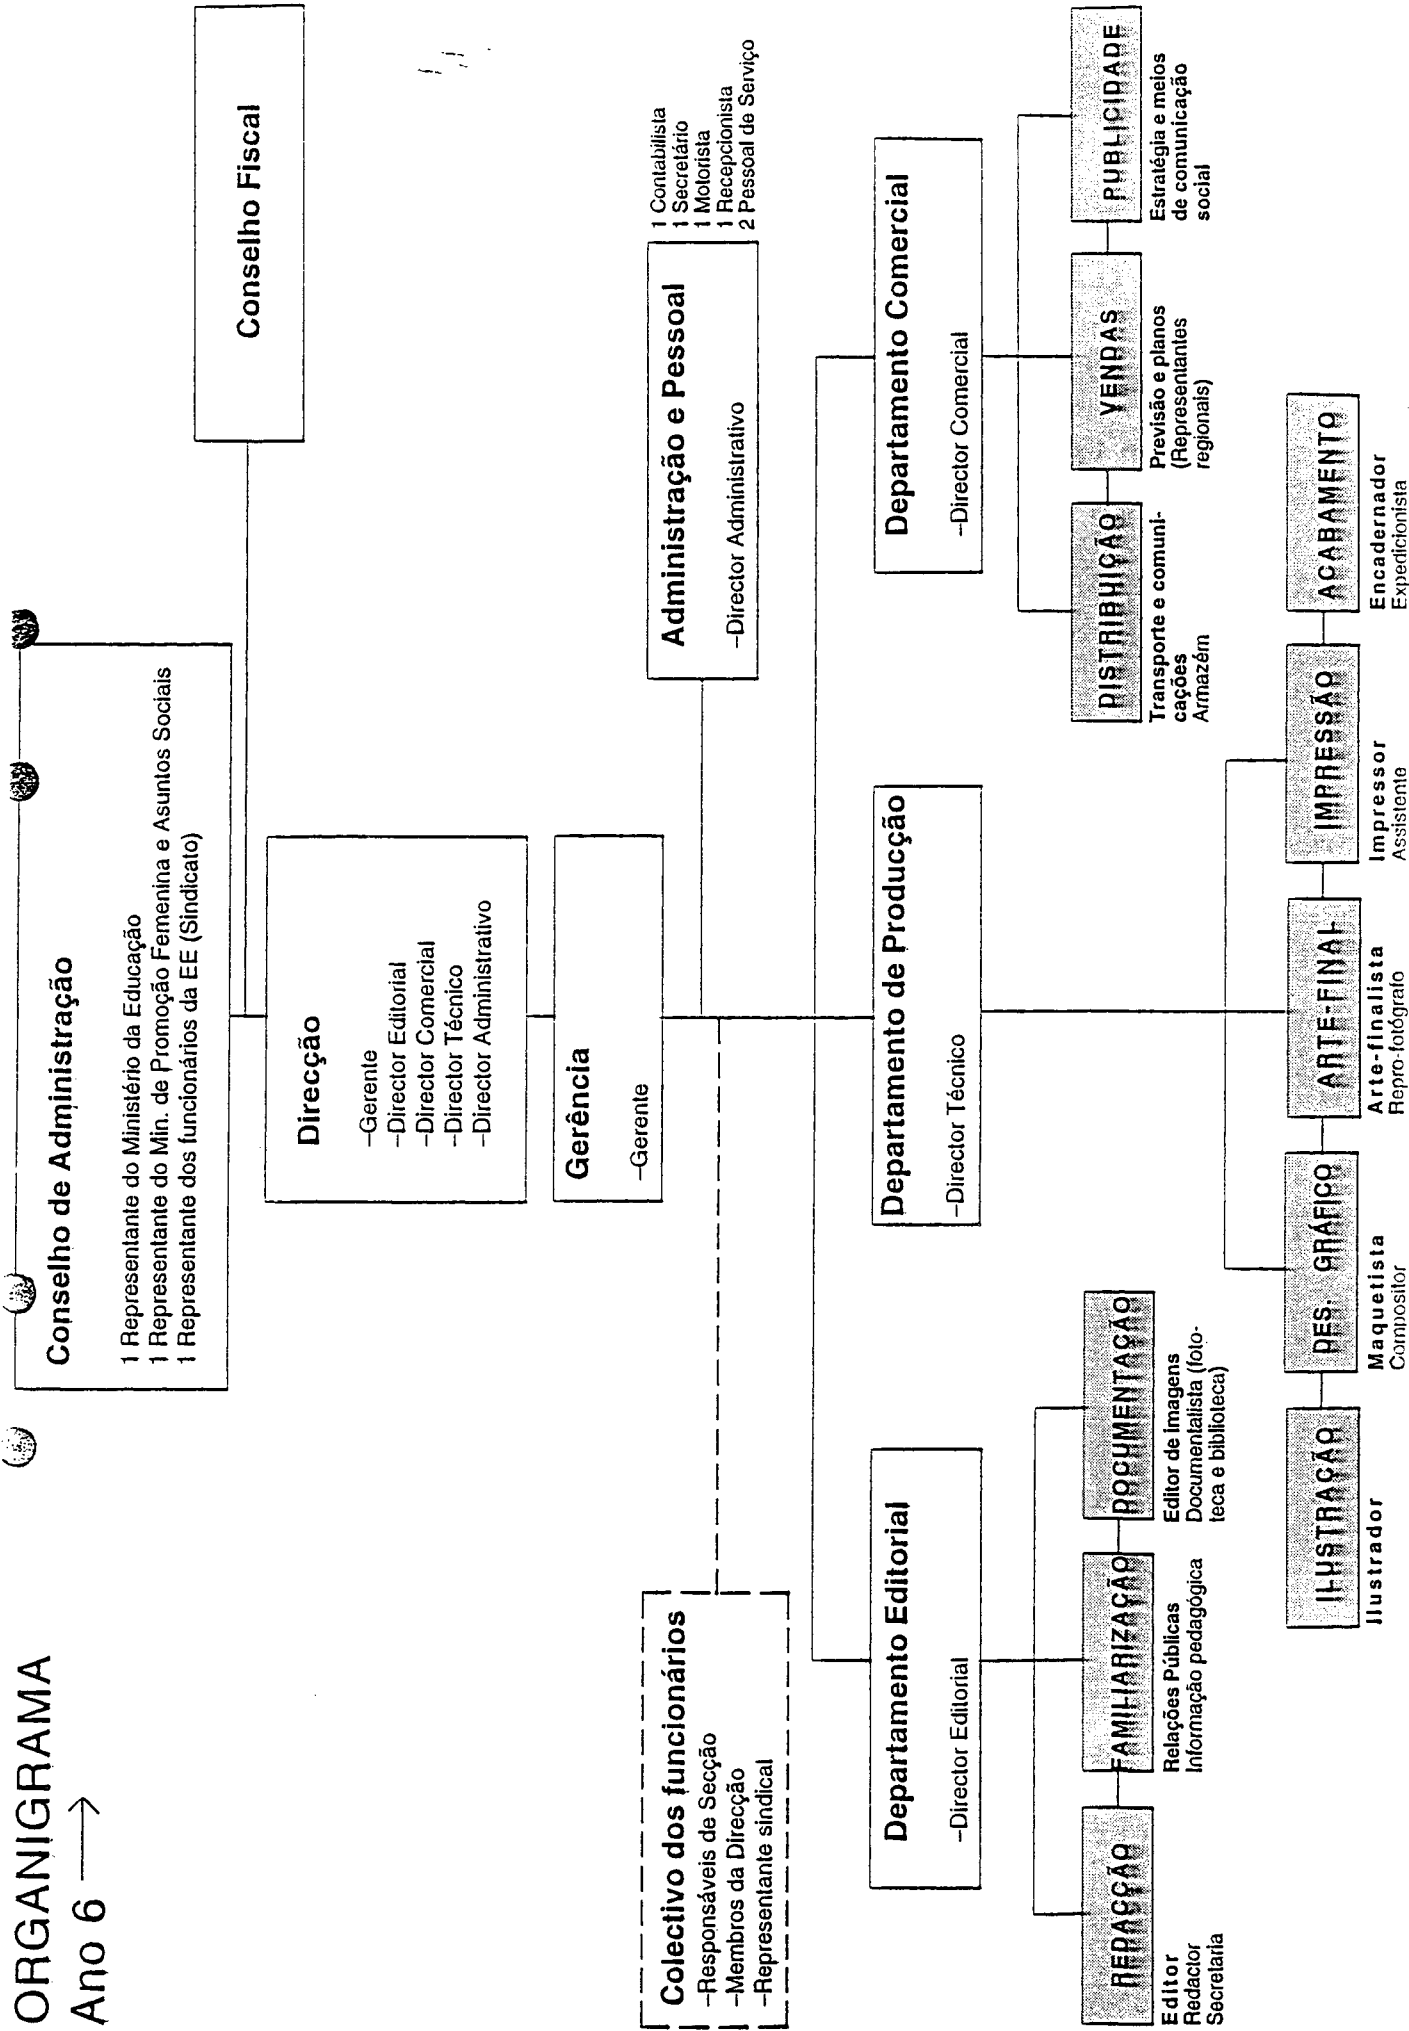 ORGANIGRAMA
Ano 6 →
Conselho de Administração
1 Representante do Ministério da Educação
1 Representante do Min. de Promoção Femenina e Asuntos Sociais
1 Representante dos funcionários da EE (Sindicato)
Conselho Fiscal
Direcção
–Gerente
–Director Editorial
–Director Comercial
–Director Técnico
–Director Administrativo
Gerência
–Gerente
Colectivo dos funcionários
–Responsáveis de Secção
–Membros da Direcção
–Representante sindical
Administração e Pessoal
–Director Administrativo
1 Contabilista
1 Secretário
1 Motorista
1 Recepcionista
2 Pessoal de Serviço
Departamento Editorial
–Director Editorial
Departamento de Producção
–Director Técnico
Departamento Comercial
–Director Comercial
REDACÇÃO
Editor
Redactor
Secretaria
FAMILIARIZAÇÃO
Relações Públicas
Informação pedagógica
DOCUMENTAÇÃO
Editor de imagens
Documentalista (foto-
teca e biblioteca)
DISTRIBUIÇÃO
Transporte e comuni-
cações
Armazém
VENDAS
Previsão e planos
(Representantes
regionais)
PUBLICIDADE
Estratégia e meios
de comunicação
social
ILUSTRAÇÃO
Ilustrador
DES. GRÁFICO
Maquetista
Compositor
ARTE-FINAL
Arte-finalista
Repro-fotógrafo
IMPRESSÃO
Impressor
Assistente
ACABAMENTO
Encadernador
Expedicionista